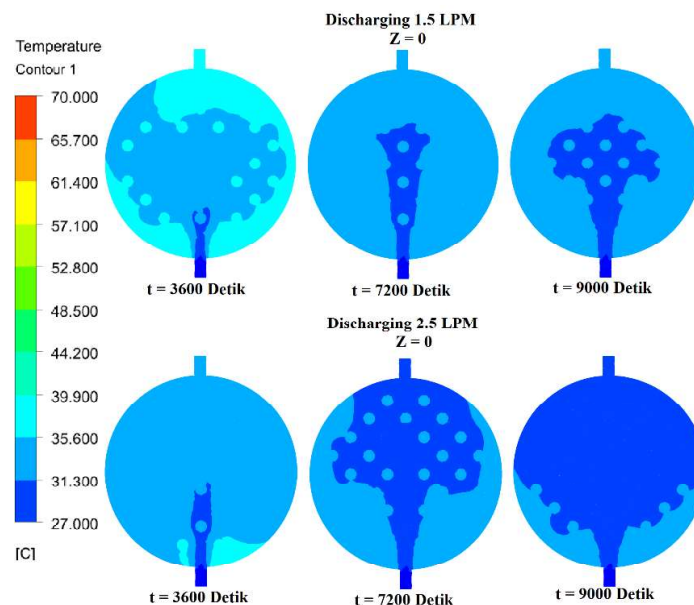 Temperature
Contour 1
70.000
65.700
61.400
57.100
52.800
48.500
44.200
39.900
35.600
31.300
27.000
[C]
Discharging 1.5 LPM
Z = 0
t = 3600 Detik
t = 7200 Detik
t = 9000 Detik
Discharging 2.5 LPM
Z = 0
t = 3600 Detik
t = 7200 Detik
t = 9000 Detik